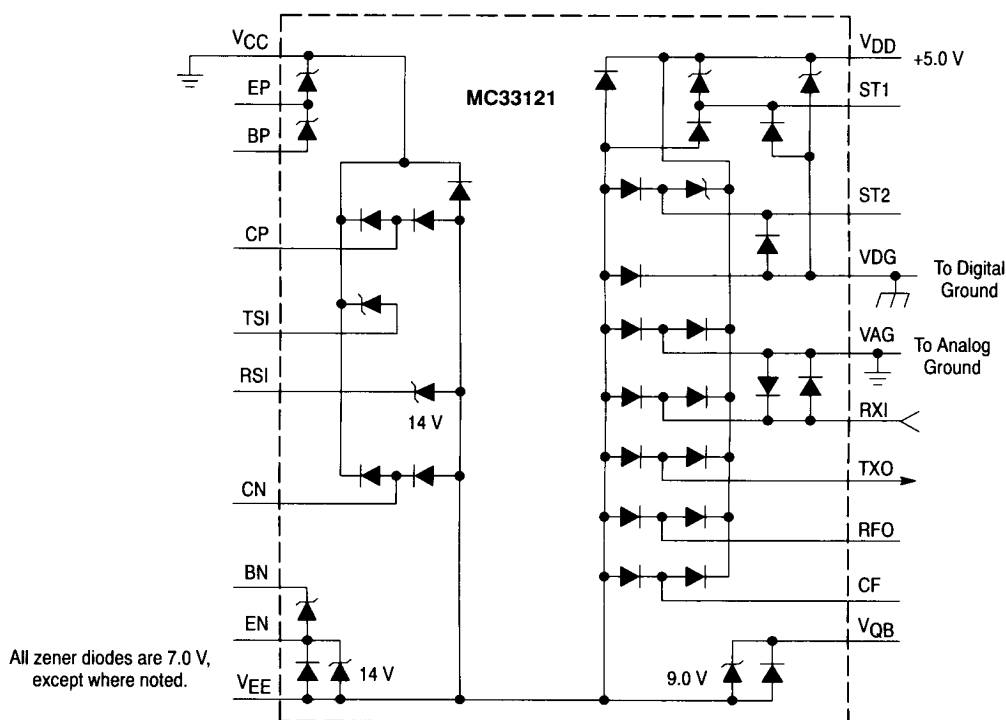 VCC
EP
BP
CP
TSI
RSI
14 V
CN
BN
EN
14 V
VEE
All zener diodes are 7.0 V,
except where noted.
MC33121
VDD
+5.0 V
ST1
ST2
VDG
To Digital
Ground
VAG
To Analog
Ground
RXI
TXO
RFO
CF
VQB
9.0 V